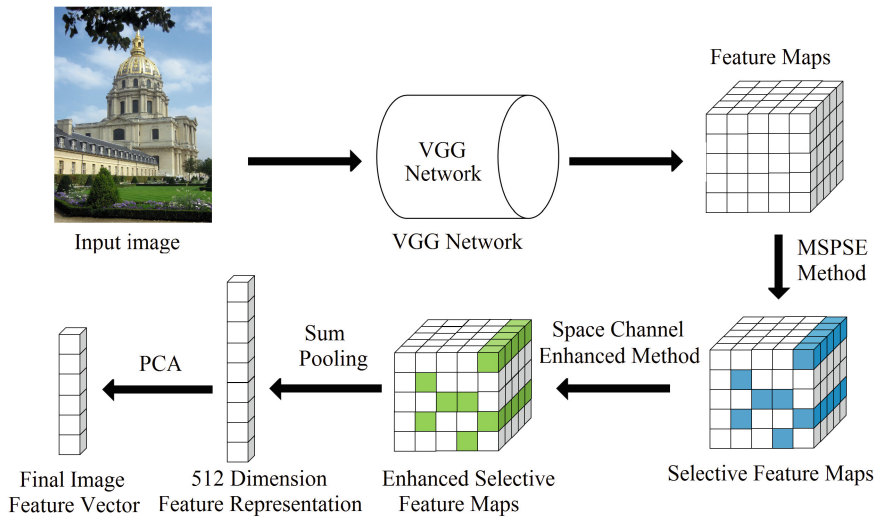 Input image
VGG
Network
VGG Network
Feature Maps
MSPSE
Method
Selective Feature Maps
Space Channel
Enhanced Method
Enhanced Selective
Feature Maps
Sum
Pooling
512 Dimension
Feature Representation
PCA
Final Image
Feature Vector